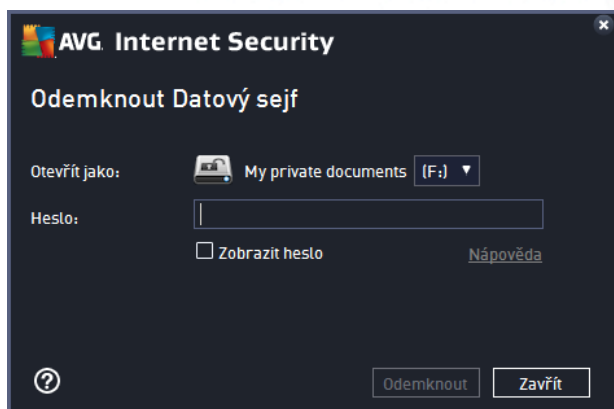 AVG. Internet Security
Odemknout Datový sejf
Otevřít jako: My private documents (F:)
Heslo:
Zobrazit heslo Nápověda
Odemknout Zavřít